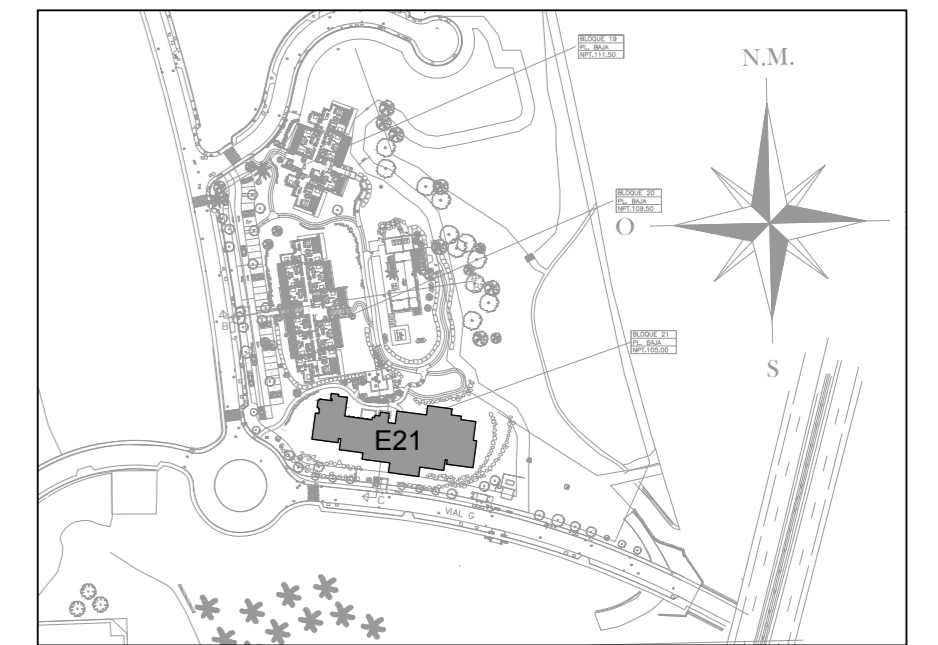 BLOQUE 19
PL. BAJA
NPT.111.50
N.M.
BLOQUE 20
PL. BAJA
NPT.109.50
O
B
BLOQUE 21
PL. BAJA
NPT.105.00
S
E21
C
VIAL G